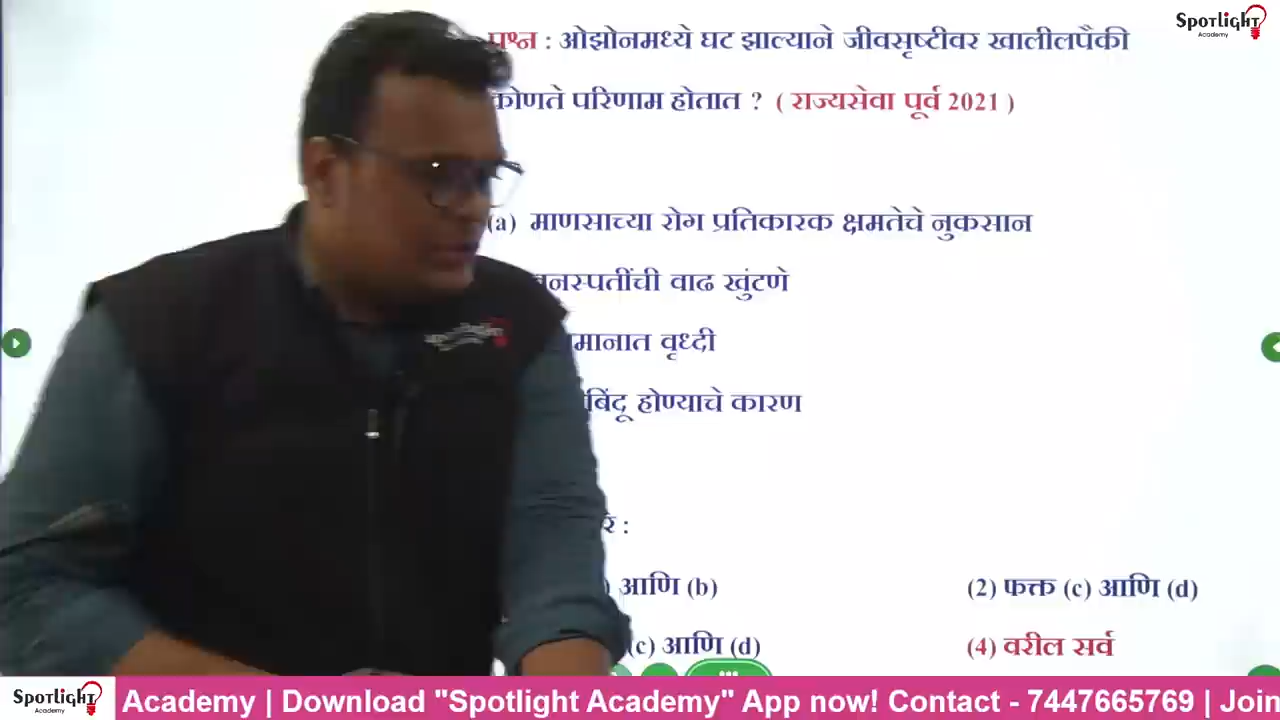 Spotlight
Academy
प्रश्न : ओझोनमध्ये घट झाल्याने जीवसृष्टीवर खालीलपैकी
कोणते परिणाम होतात ? ( राज्यसेवा पूर्व 2021 )
(a) माणसाच्या रोग प्रतिकारक क्षमतेचे नुकसान
वनस्पतींची वाढ खुंटणे
मानात वृध्दी
बिंदू होण्याचे कारण
:
आणि (b)
(2) फक्त (c) आणि (d)
(c) आणि (d)
(4) वरील सर्व
Spotlight
Academy
Academy | Download "Spotlight Academy" App now! Contact - 7447665769 | Join